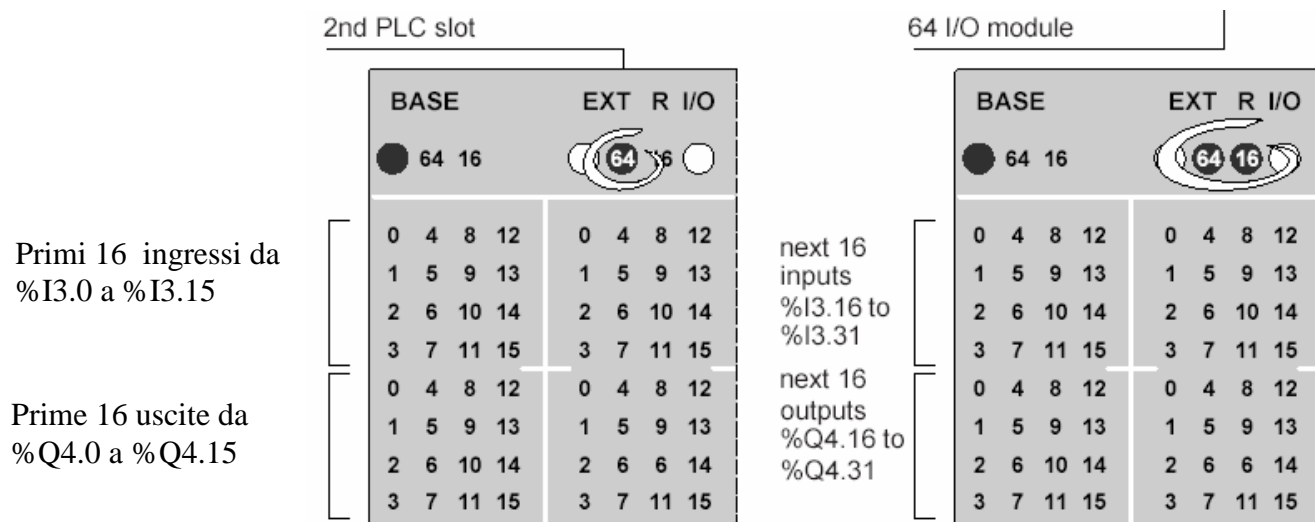 2nd PLC slot
BASE EXT R I/O
64 16 64 16
Primi 16 ingressi da
%I3.0 a %I3.15
0 4 8 12 0 4 8 12
1 5 9 13 1 5 9 13
2 6 10 14 2 6 10 14
3 7 11 15 3 7 11 15
Prime 16 uscite da
%Q4.0 a %Q4.15
0 4 8 12 0 4 8 12
1 5 9 13 1 5 9 13
2 6 10 14 2 6 6 14
3 7 11 15 3 7 11 15
64 I/O module
BASE EXT R I/O
64 16 64 16
next 16
inputs
%I3.16 to
%I3.31
0 4 8 12 0 4 8 12
1 5 9 13 1 5 9 13
2 6 10 14 2 6 10 14
3 7 11 15 3 7 11 15
next 16
outputs
%Q4.16 to
%Q4.31
0 4 8 12 0 4 8 12
1 5 9 13 1 5 9 13
2 6 10 14 2 6 6 14
3 7 11 15 3 7 11 15